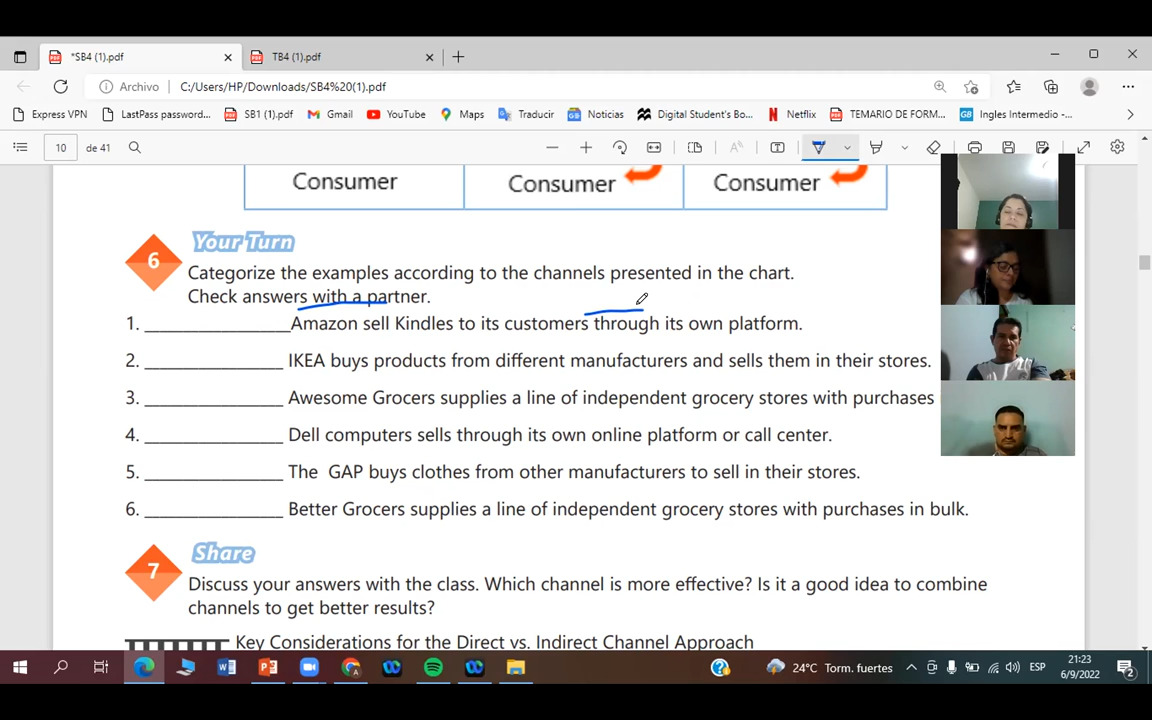 *SB4 (1).pdf
TB4 (1).pdf
Archivo C:/Users/HP/Downloads/SB4%20(1).pdf
Express VPN LastPass password... SB1 (1).pdf Gmail YouTube Maps Traducir Noticias Digital Student's Bo... Netflix TEMARIO DE FORM... Ingles Intermedio -...
10 de 41
Consumer Consumer Consumer
6 Your Turn
Categorize the examples according to the channels presented in the chart.
Check answers with a partner.
1. ________________Amazon sell Kindles to its customers through its own platform.
2. _______________ IKEA buys products from different manufacturers and sells them in their stores.
3. _______________ Awesome Grocers supplies a line of independent grocery stores with purchases
4. _______________ Dell computers sells through its own online platform or call center.
5. _______________ The GAP buys clothes from other manufacturers to sell in their stores.
6. _______________ Better Grocers supplies a line of independent grocery stores with purchases in bulk.
7 Share
Discuss your answers with the class. Which channel is more effective? Is it a good idea to combine
channels to get better results?
Key Considerations for the Direct vs. Indirect Channel Approach
24°C Torm. fuertes
ESP
21:23
6/9/2022
2